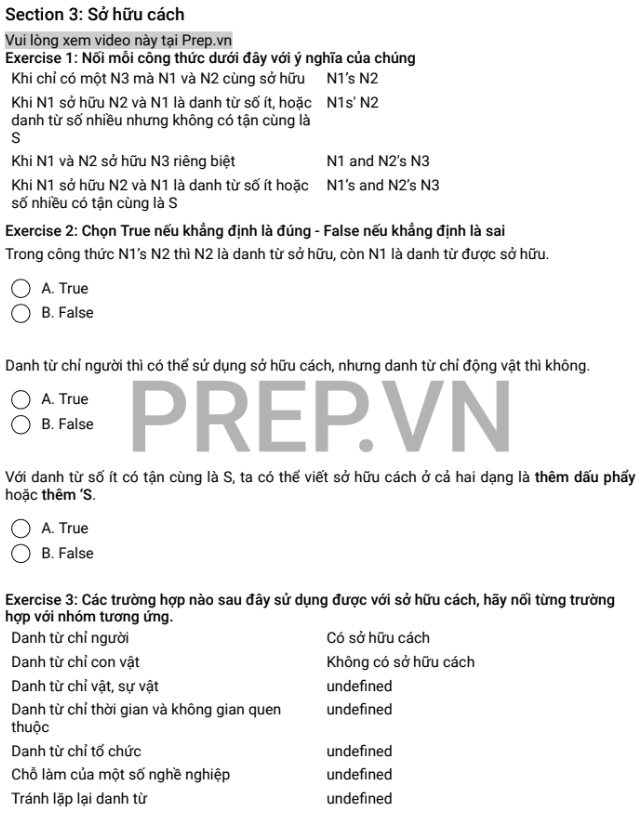 Section 3: Sở hữu cách
Vui lòng xem video này tại Prep.vn
Exercise 1: Nối mỗi công thức dưới đây với ý nghĩa của chúng
Khi chỉ có một N3 mà N1 và N2 cùng sở hữu N1's N2
Khi N1 sở hữu N2 và N1 là danh từ số ít, hoặc N1s' N2
danh từ số nhiều nhưng không có tận cùng là
S
Khi N1 và N2 sở hữu N3 riêng biệt N1 and N2's N3
Khi N1 sở hữu N2 và N1 là danh từ số ít hoặc N1's and N2's N3
số nhiều có tận cùng là S
Exercise 2: Chọn True nếu khẳng định là đúng - False nếu khẳng định là sai
Trong công thức N1's N2 thì N2 là danh từ sở hữu, còn N1 là danh từ được sở hữu.
A. True
B. False
Danh từ chỉ người thì có thể sử dụng sở hữu cách, nhưng danh từ chỉ động vật thì không.
A. True
B. False
PREP.VN
Với danh từ số ít có tận cùng là S, ta có thể viết sở hữu cách ở cả hai dạng là thêm dấu phẩy
hoặc thêm 'S.
A. True
B. False
Exercise 3: Các trường hợp nào sau đây sử dụng được với sở hữu cách, hãy nối từng trường
hợp với nhóm tương ứng.
Danh từ chỉ người Có sở hữu cách
Danh từ chỉ con vật Không có sở hữu cách
Danh từ chỉ vật, sự vật undefined
Danh từ chỉ thời gian và không gian quen undefined
thuộc
Danh từ chỉ tổ chức undefined
Chỗ làm của một số nghề nghiệp undefined
Tránh lặp lại danh từ undefined